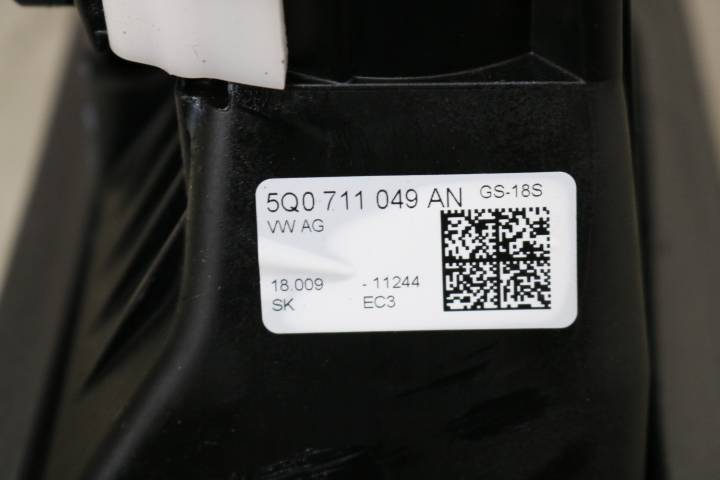 5Q0 711 049 AN GS-18S
VW AG
18.009 - 11244
SK EC3